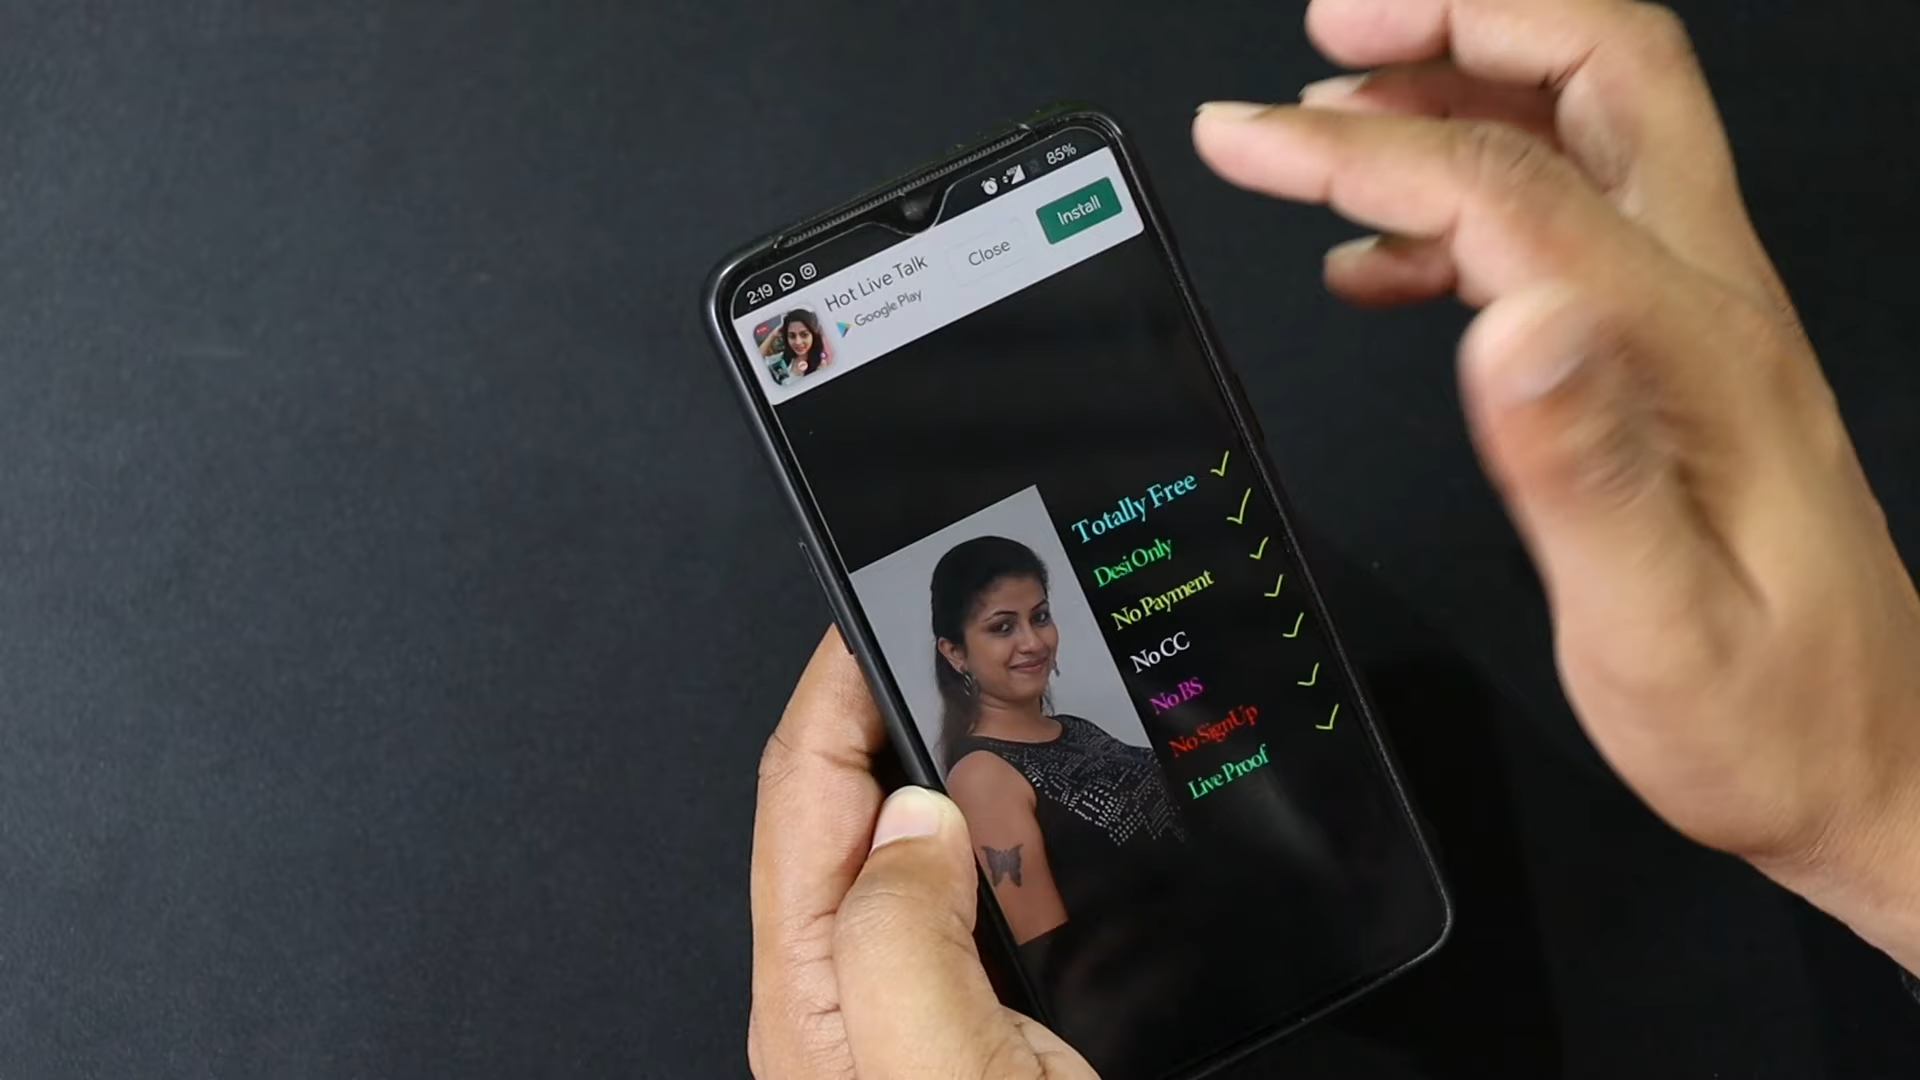 2:19
85%
Hot Live Talk
Google Play
Close
Install
Totally Free
Desi Only
No Payment
No CC
No BS
No SignUp
Live Proof